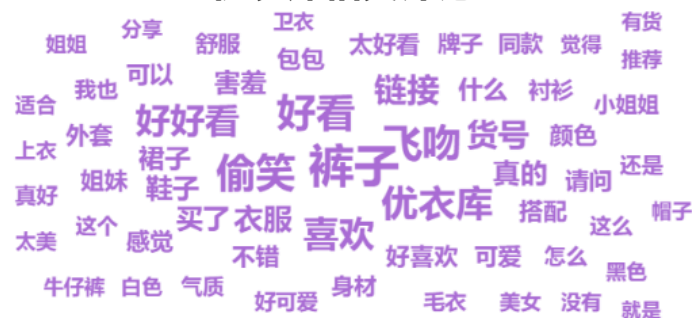 卫衣
有货
分享
姐姐
舒服
太好看
牌子
同款
觉得
包包
推荐
可以
害羞
链接
什么
衬衫
我也
小姐姐
适合
好好看
好看
飞吻
货号
颜色
外套
上衣
裙子
偷笑
裤子
真的
还是
请问
姐妹
鞋子
真好
优衣库
搭配
帽子
买了
衣服
这个
喜欢
这么
太美
感觉
不错
好喜欢
可爱
怎么
黑色
牛仔裤
白色
气质
身材
好可爱
毛衣
美女
没有
就是